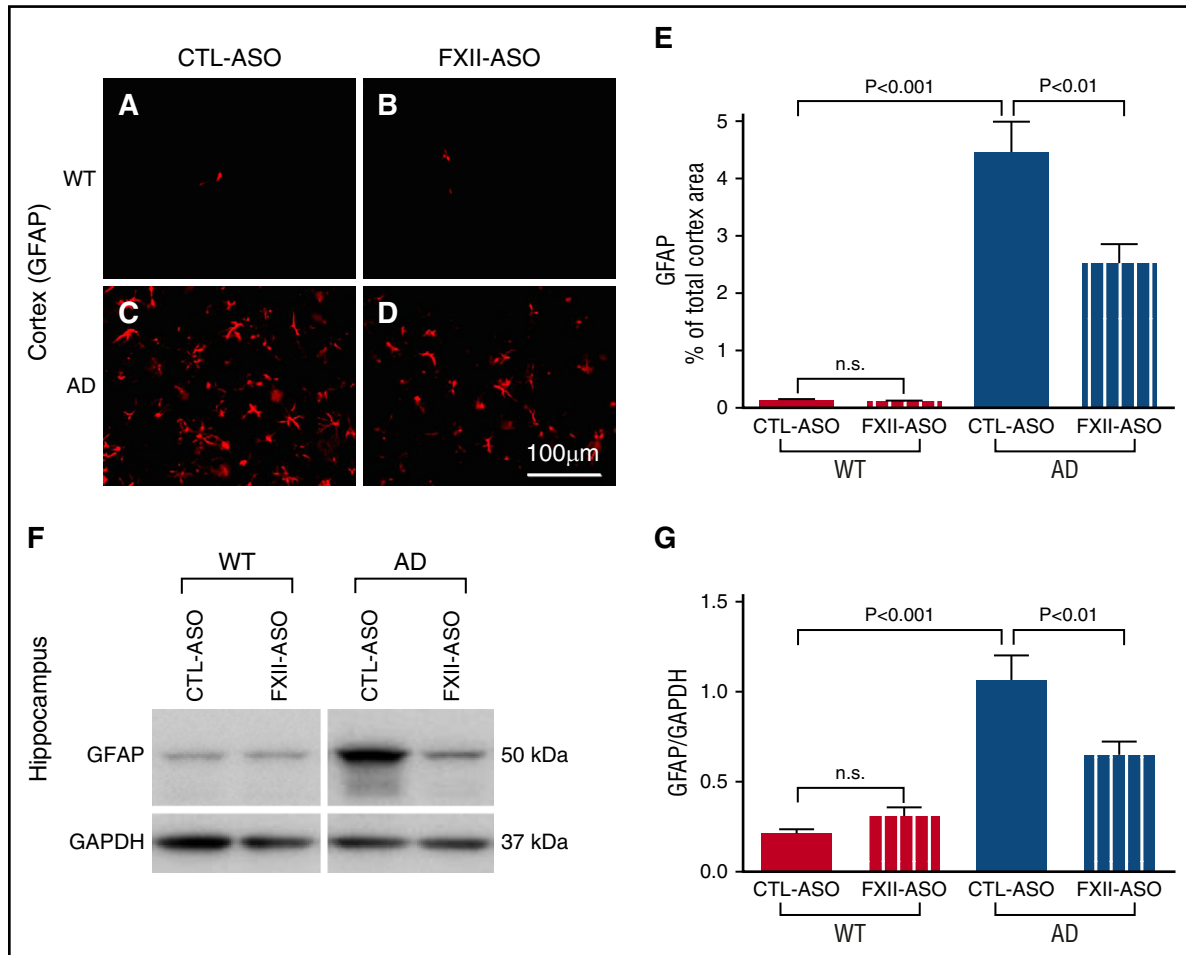 CTL-ASO FXII-ASO
A B
WT
C D
AD
100μm
Cortex (GFAP)
E
P<0.001 P<0.01
5
4
3
2
1
0
GFAP
% of total cortex area
n.s.
CTL-ASO FXII-ASO CTL-ASO FXII-ASO
WT AD
F
WT AD
CTL-ASO FXII-ASO CTL-ASO FXII-ASO
Hippocampus
GFAP 50 kDa
GAPDH 37 kDa
G
P<0.001 P<0.01
1.5
1.0
0.5
0.0
GFAP/GAPDH
n.s.
CTL-ASO FXII-ASO CTL-ASO FXII-ASO
WT AD